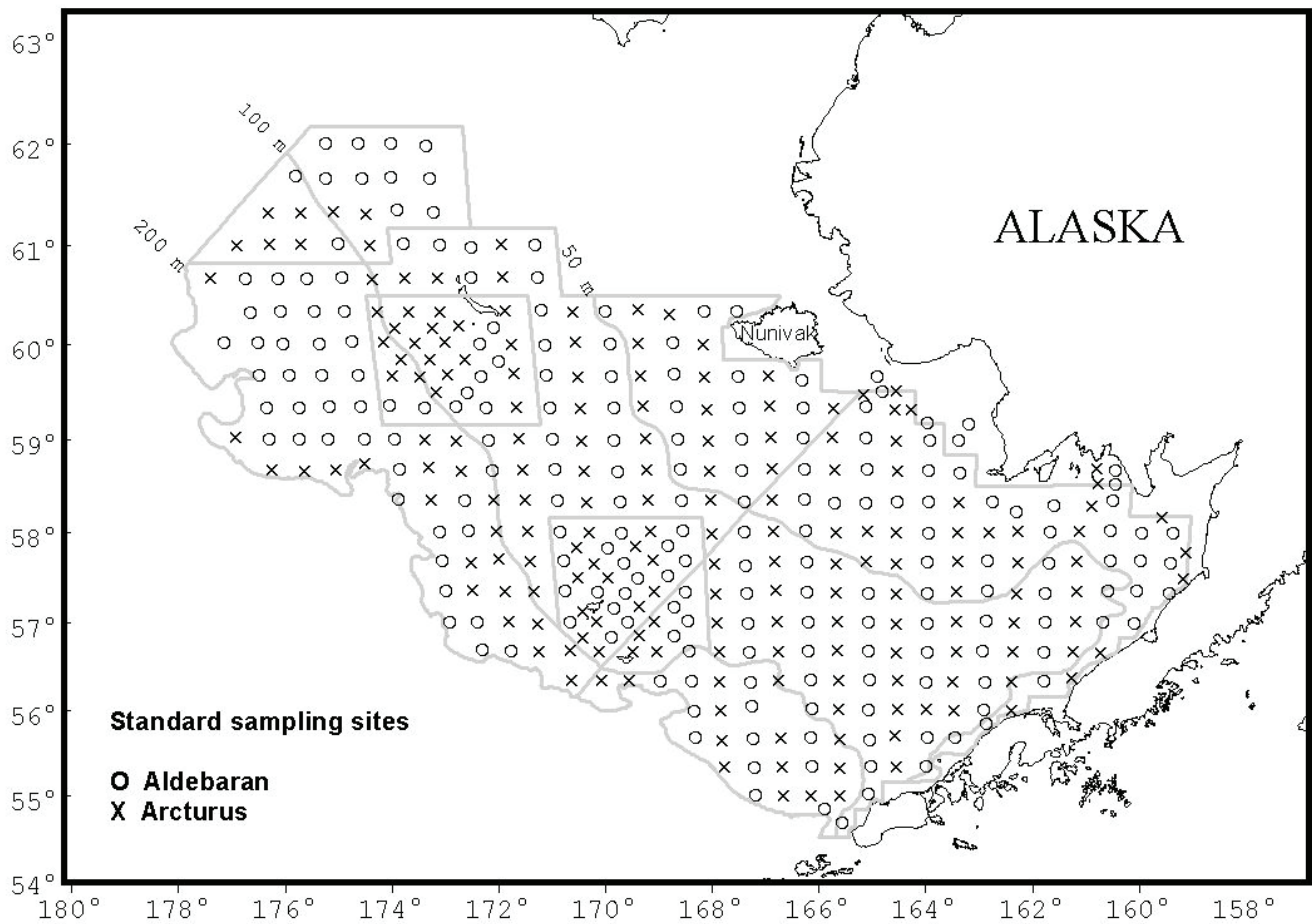 63°
62°
61°
60°
59°
58°
57°
56°
55°
54°
100 m
200 m
50 m
ALASKA
Nunivak
Standard sampling sites
O Aldebaran
X Arcturus
180° 178° 176° 174° 172° 170° 168° 166° 164° 162° 160° 158°